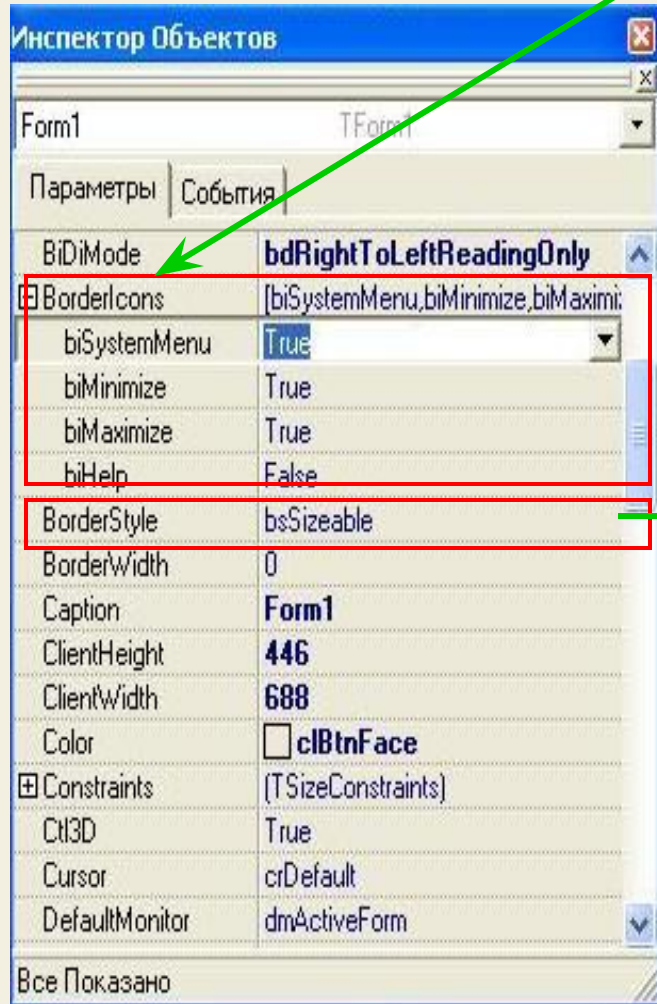 Инспектор Объектов
Form1 TForm1
Параметры События
BiDiMode bdRightToLeftReadingOnly
BorderIcons [biSystemMenu,biMinimize,biMaximi:
biSystemMenu True
biMinimize True
biMaximize True
biHelp False
BorderStyle bsSizeable
BorderWidth 0
Caption Form1
ClientHeight 446
ClientWidth 688
Color clBtnFace
Constraints (TSizeConstraints)
Ctl3D True
Cursor crDefault
DefaultMonitor dmActiveForm
Все Показано